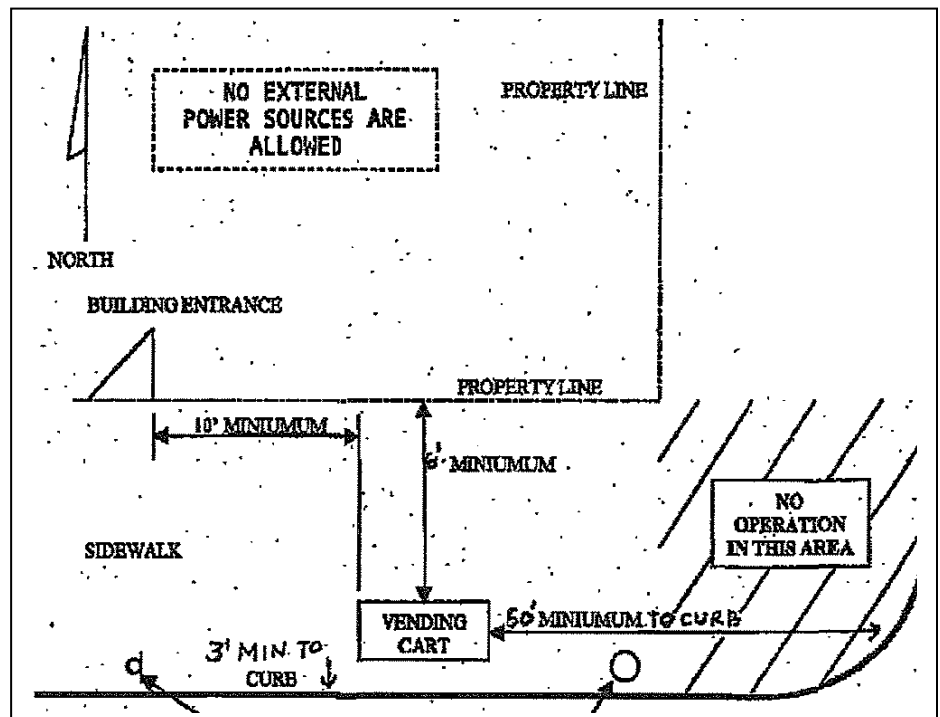 NO EXTERNAL
POWER SOURCES ARE
ALLOWED
PROPERTY LINE
NORTH
BUILDING ENTRANCE
PROPERTY LINE
10' MINIUMUM
6' MINIUMUM
NO
OPERATION
IN THIS AREA
SIDEWALK
VENDING
CART
50' MINIUMUM TO CURB
3' MIN TO
CURB